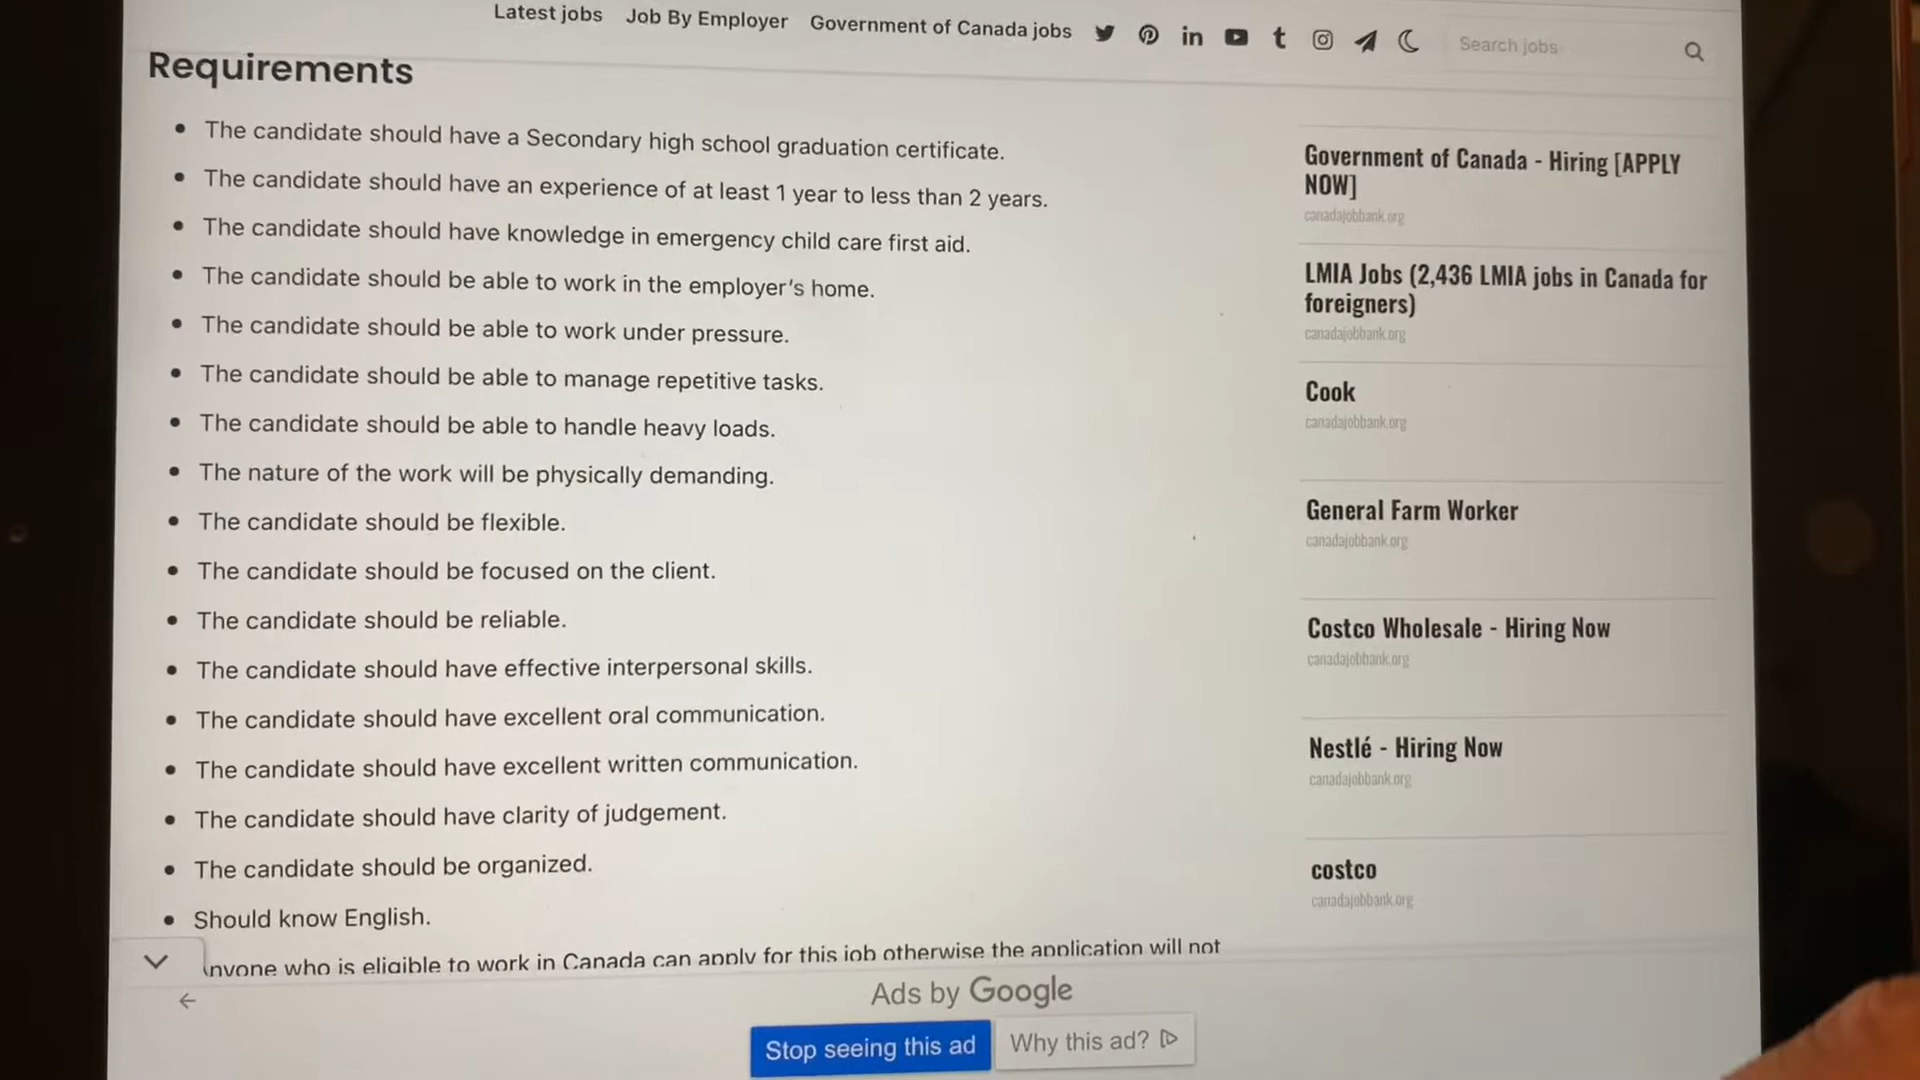 Latest jobs Job By Employer Government of Canada jobs
Search jobs
Requirements
The candidate should have a Secondary high school graduation certificate.
The candidate should have an experience of at least 1 year to less than 2 years.
The candidate should have knowledge in emergency child care first aid.
The candidate should be able to work in the employer's home.
The candidate should be able to work under pressure.
The candidate should be able to manage repetitive tasks.
The candidate should be able to handle heavy loads.
The nature of the work will be physically demanding.
The candidate should be flexible.
The candidate should be focused on the client.
The candidate should be reliable.
The candidate should have effective interpersonal skills.
The candidate should have excellent oral communication.
The candidate should have excellent written communication.
The candidate should have clarity of judgement.
The candidate should be organized.
Should know English.
who is eligible to work in Canada can apply for this job otherwise the application will not
Government of Canada - Hiring [APPLY
NOW]
canadajobbank.org
LMIA Jobs (2,436 LMIA jobs in Canada for
foreigners)
canadajobbank.org
Cook
canadajobbank.org
General Farm Worker
canadajobbank.org
Costco Wholesale - Hiring Now
canadajobbank.org
Nestlé - Hiring Now
canadajobbank.org
costco
canadajobbank.org
Ads by Google
Stop seeing this ad
Why this ad?